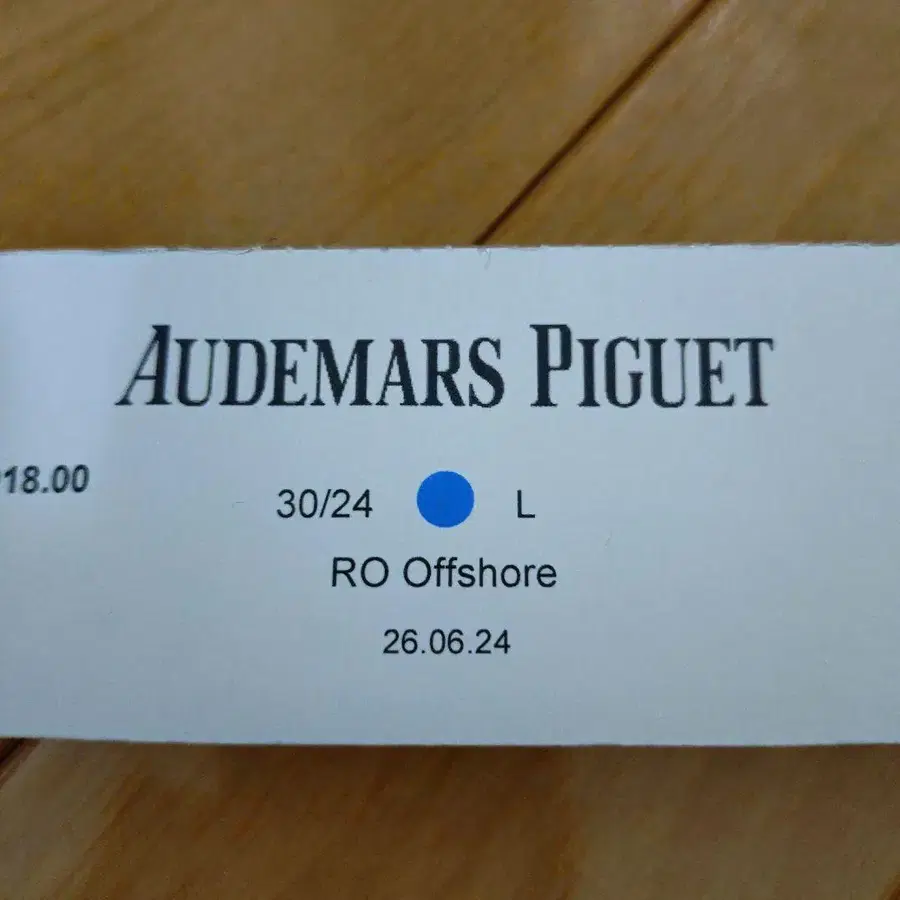 AUDEMARS PIGUET
18.00
30/24 L
RO Offshore
26.06.24